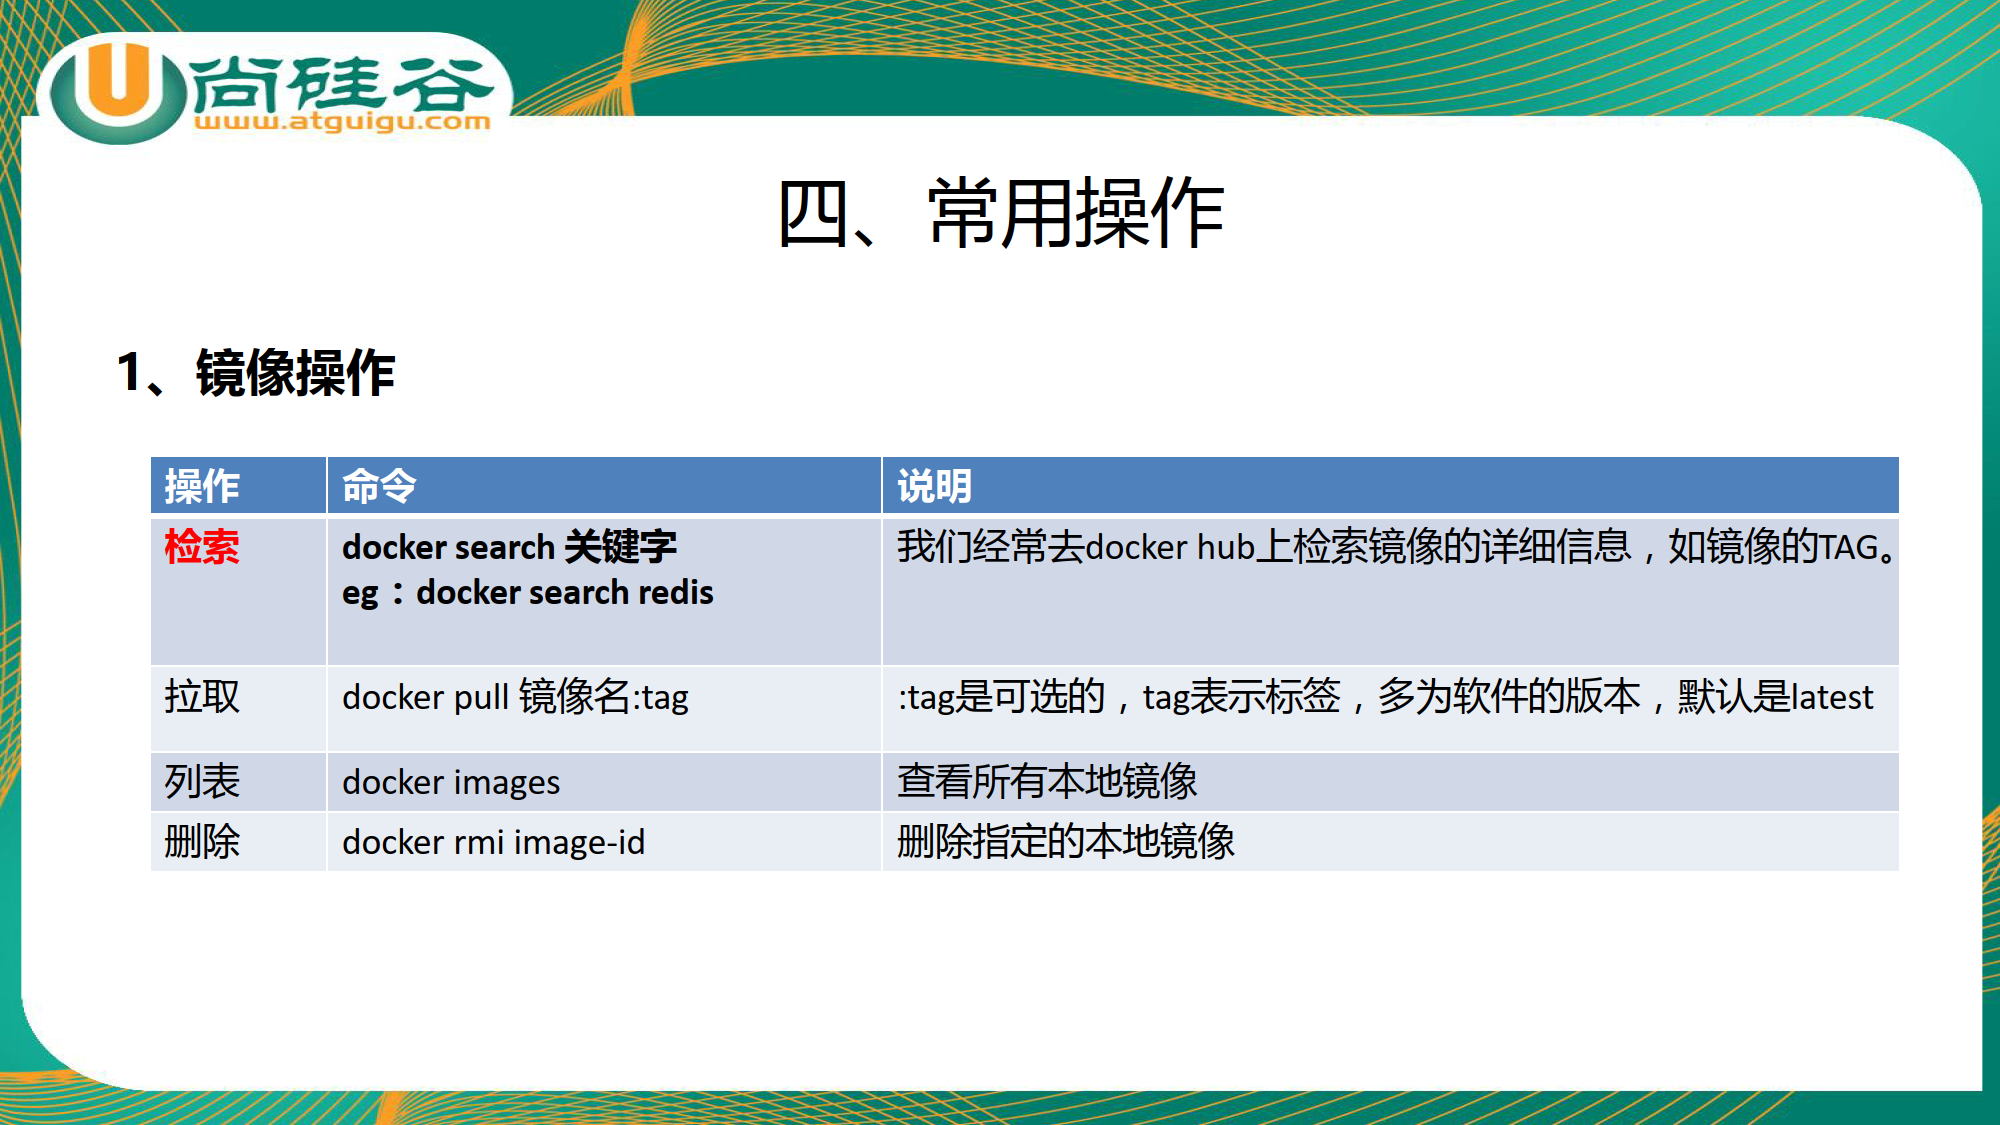 尚硅谷
www.atguigu.com
四、常用操作
1、镜像操作
操作 命令 说明
检索 docker search 关键字 我们经常去docker hub上检索镜像的详细信息，如镜像的TAG。
eg：docker search redis
拉取 docker pull 镜像名:tag :tag是可选的，tag表示标签，多为软件的版本，默认是latest
列表 docker images 查看所有本地镜像
删除 docker rmi image-id 删除指定的本地镜像